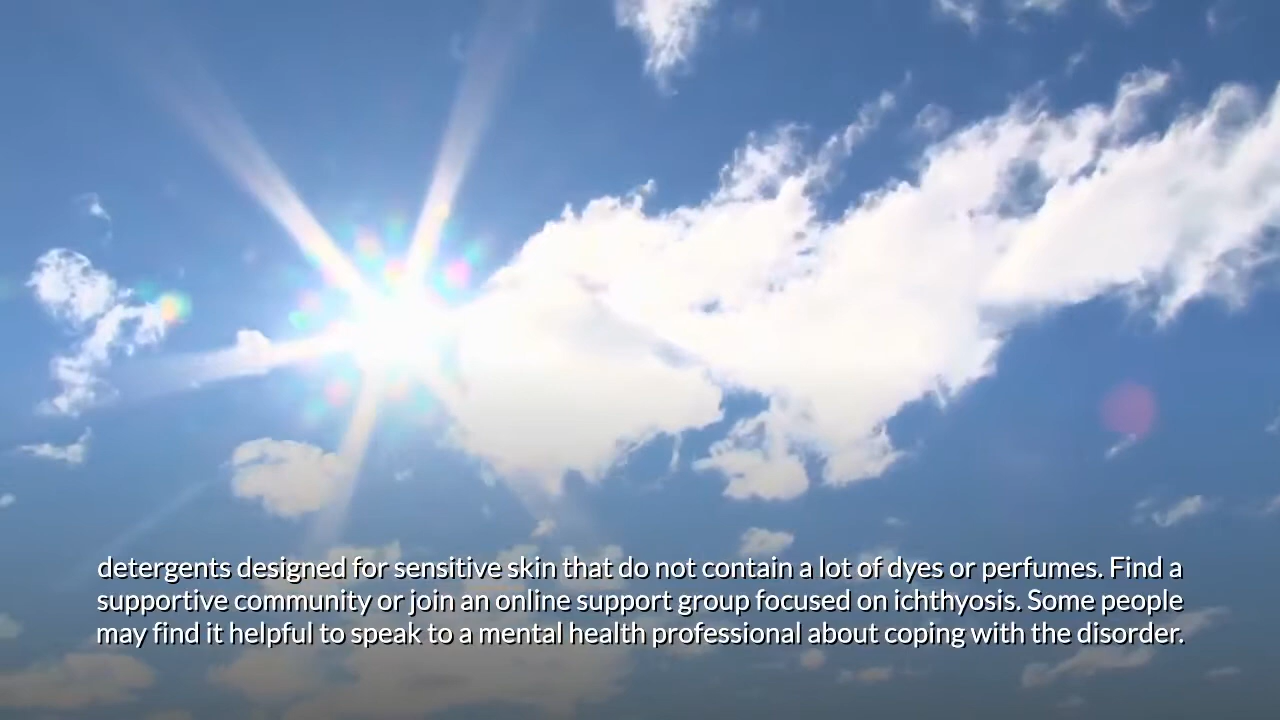 detergents designed for sensitive skin that do not contain a lot of dyes or perfumes. Find a
supportive community or join an online support group focused on ichthyosis. Some people
may find it helpful to speak to a mental health professional about coping with the disorder.